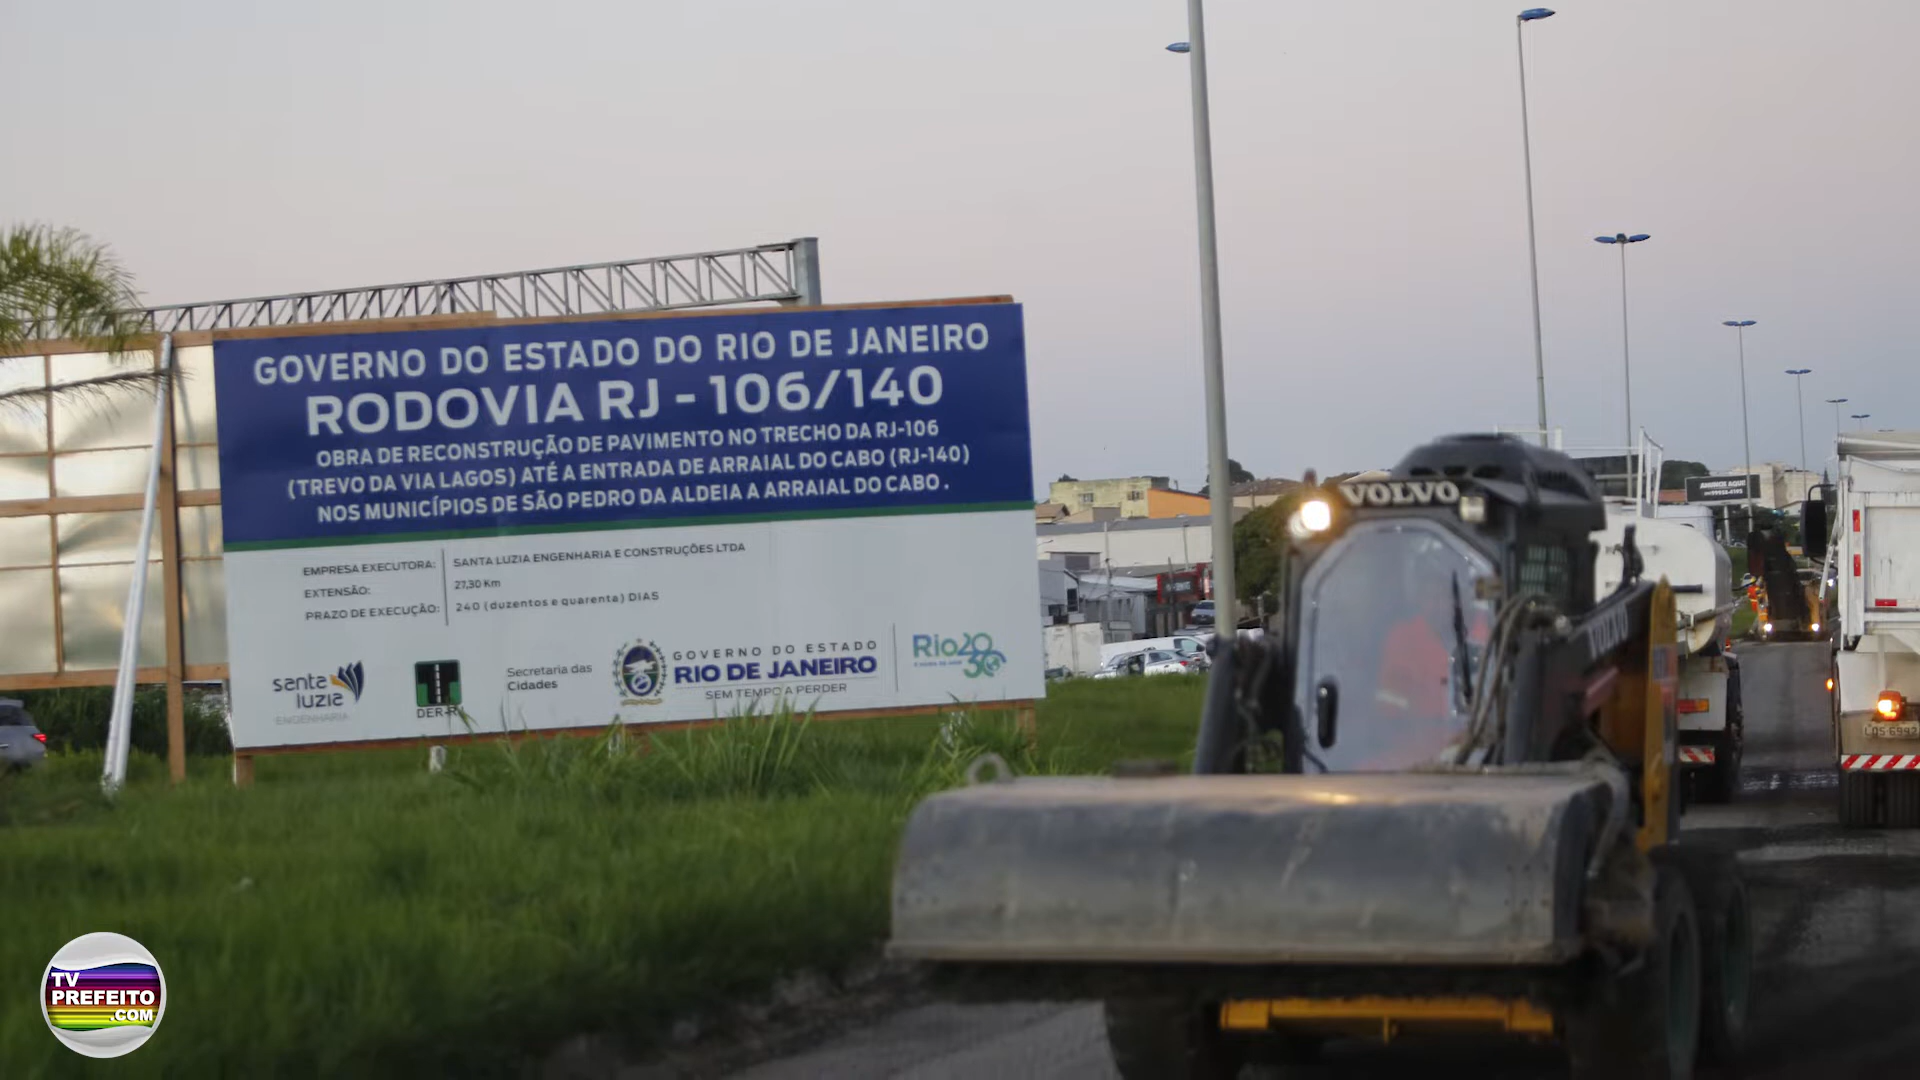 GOVERNO DO ESTADO DO RIO DE JANEIRO
RODOVIA RJ - 106/140
OBRA DE RECONSTRUÇÃO DE PAVIMENTO NO TRECHO DA RJ-106
(TREVO DA VIA LAGOS) ATÉ A ENTRADA DE ARRAIAL DO CABO (RJ-140)
NOS MUNICÍPIOS DE SÃO PEDRO DA ALDEIA A ARRAIAL DO CABO.
EMPRESA EXECUTORA: SANTA LUZIA ENGENHARIA E CONSTRUÇÕES LTDA
EXTENSÃO: 27,30 Km
PRAZO DE EXECUÇÃO: 240 (duzentos e quarenta) DIAS
santa
luzia
ENGENHARIA
DER-R
Secretaria das
Cidades
GOVERNO DO ESTADO
RIO DE JANEIRO
SEM TEMPO A PERDER
Rio2030
VOLVO
VOLVO
ANUNCIE AQUI
TV
PREFEITO
.COM